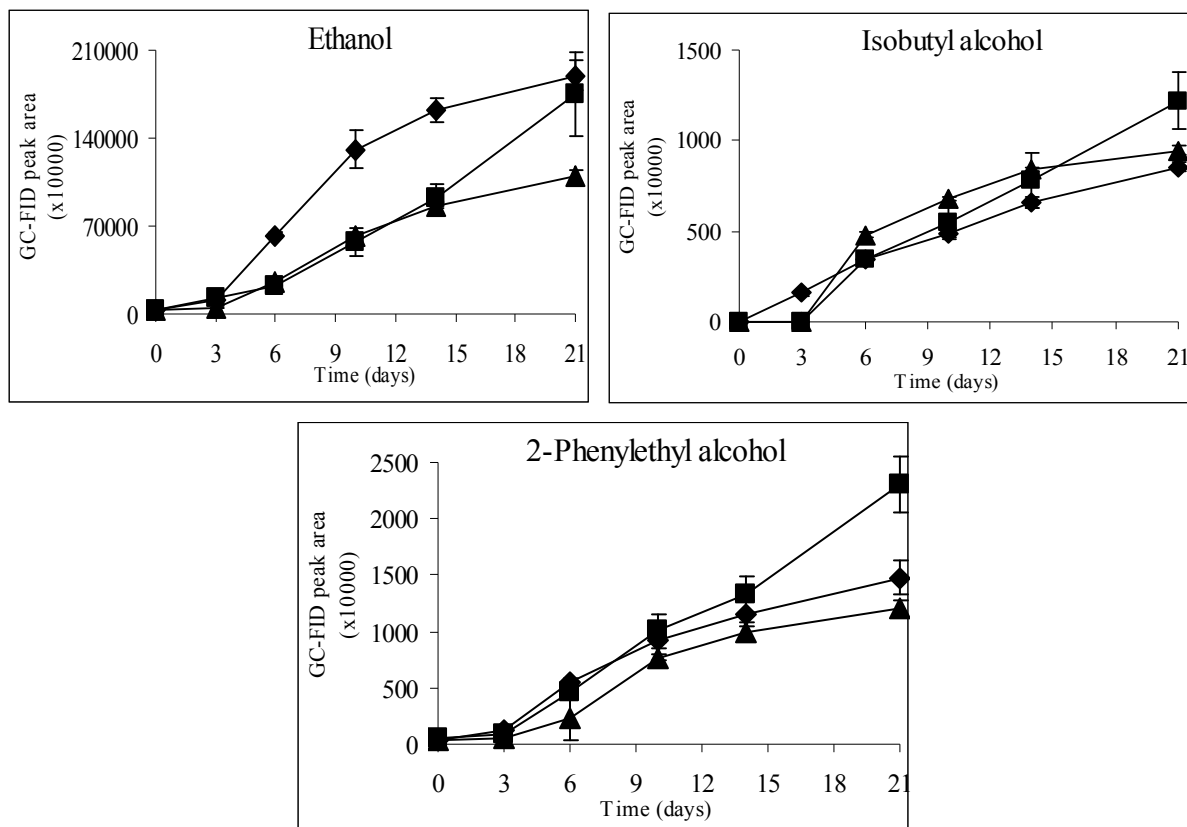 Ethanol
GC-FID peak area
(x10000)
210000
140000
70000
0
0 3 6 9 12 15 18 21
Time (days)
Isobutyl alcohol
GC-FID peak area
(x10000)
1500
1000
500
0
0 3 6 9 12 15 18 21
Time (days)
2-Phenylethyl alcohol
GC-FID peak area
(x10000)
2500
2000
1500
1000
500
0
0 3 6 9 12 15 18 21
Time (days)